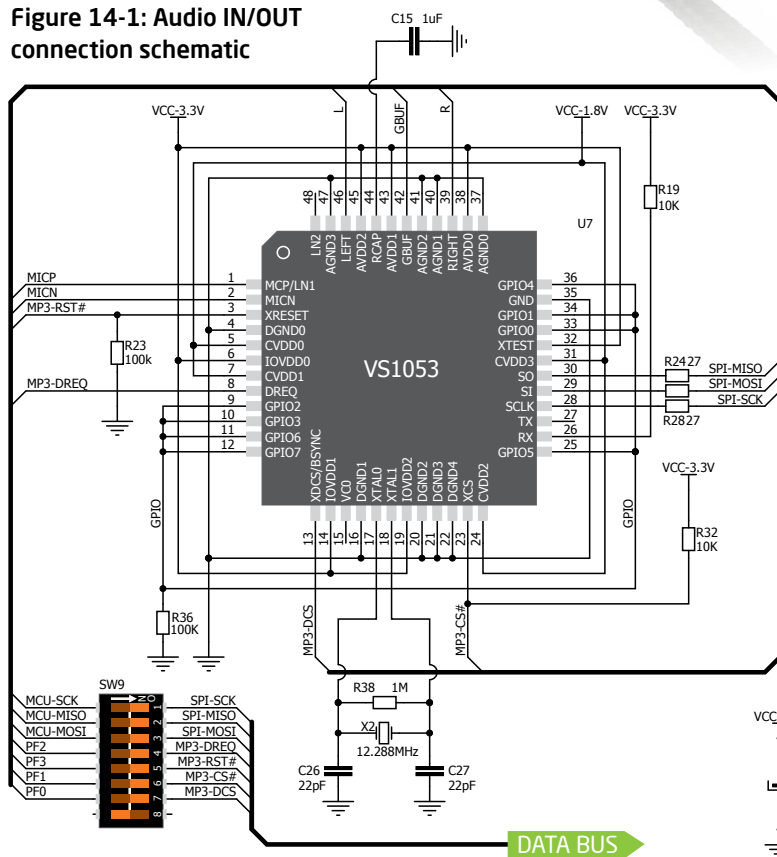 Figure 14-1: Audio IN/OUT
connection schematic
C15 1uF
VCC-3.3V
L
GBUF
R
VCC-1.8V
VCC-3.3V
R19
10K
U7
48 47 46 45 44 43 42 41 40 39 38 37
LN2 AGND3 LEFT AVDD2 RCAP AVDD1 GBUF AGND2 AGND1 RIGHT AVDD0 AGND0
VS1053
MICP 1 MCP/LN1
MICN 2 MICN
MP3-RST# 3 XRESET
4 DGND0
5 CVDD0
6 IOVDD0
7 CVDD1
MP3-DREQ 8 DREQ
9 GPIO2
10 GPIO3
11 GPIO6
12 GPIO7
R23
100k
GPIO4 36
GND 35
GPIO1 34
GPIO0 33
XTEST 32
CVDD3 31
SO 30 R2427 SPI-MISO
SI 29 SPI-MOSI
SCLK 28 R2827 SPI-SCK
TX 27
RX 26
GPIO5 25
XDCS/BSYNC IOVDD1 VC0 DGND1 XTAL0 XTAL1 IOVDD2 DGND2 DGND3 DGND4 XCS CVDD2
13 14 15 16 17 18 19 20 21 22 23 24
GPIO
GPIO
VCC-3.3V
R32
10K
R36
100K
MP3-DCS
MP3-CS#
R38 1M
X2
12.288MHz
C26
22pF
C27
22pF
SW9
O N
MCU-SCK 1 SPI-SCK
MCU-MISO 2 SPI-MISO
MCU-MOSI 3 SPI-MOSI
PF2 4 MP3-DREQ
PF3 5 MP3-RST#
PF1 6 MP3-CS#
PF0 7 MP3-DCS
8
DATA BUS
VCC